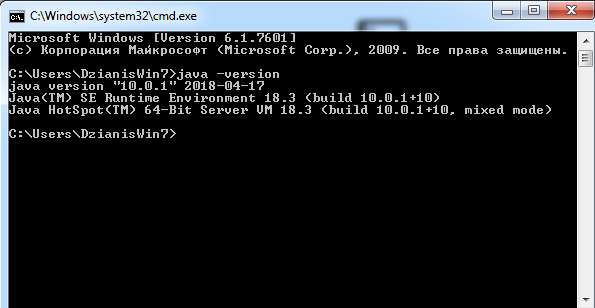 C:\Windows\system32\cmd.exe
Microsoft Windows [Version 6.1.7601]
(c) Корпорация Майкрософт (Microsoft Corp.), 2009. Все права защищены.
C:\Users\DzianisWin7>java -version
java version "10.0.1" 2018-04-17
Java(TM) SE Runtime Environment 18.3 (build 10.0.1+10)
Java HotSpot(TM) 64-Bit Server VM 18.3 (build 10.0.1+10, mixed mode)
C:\Users\DzianisWin7>